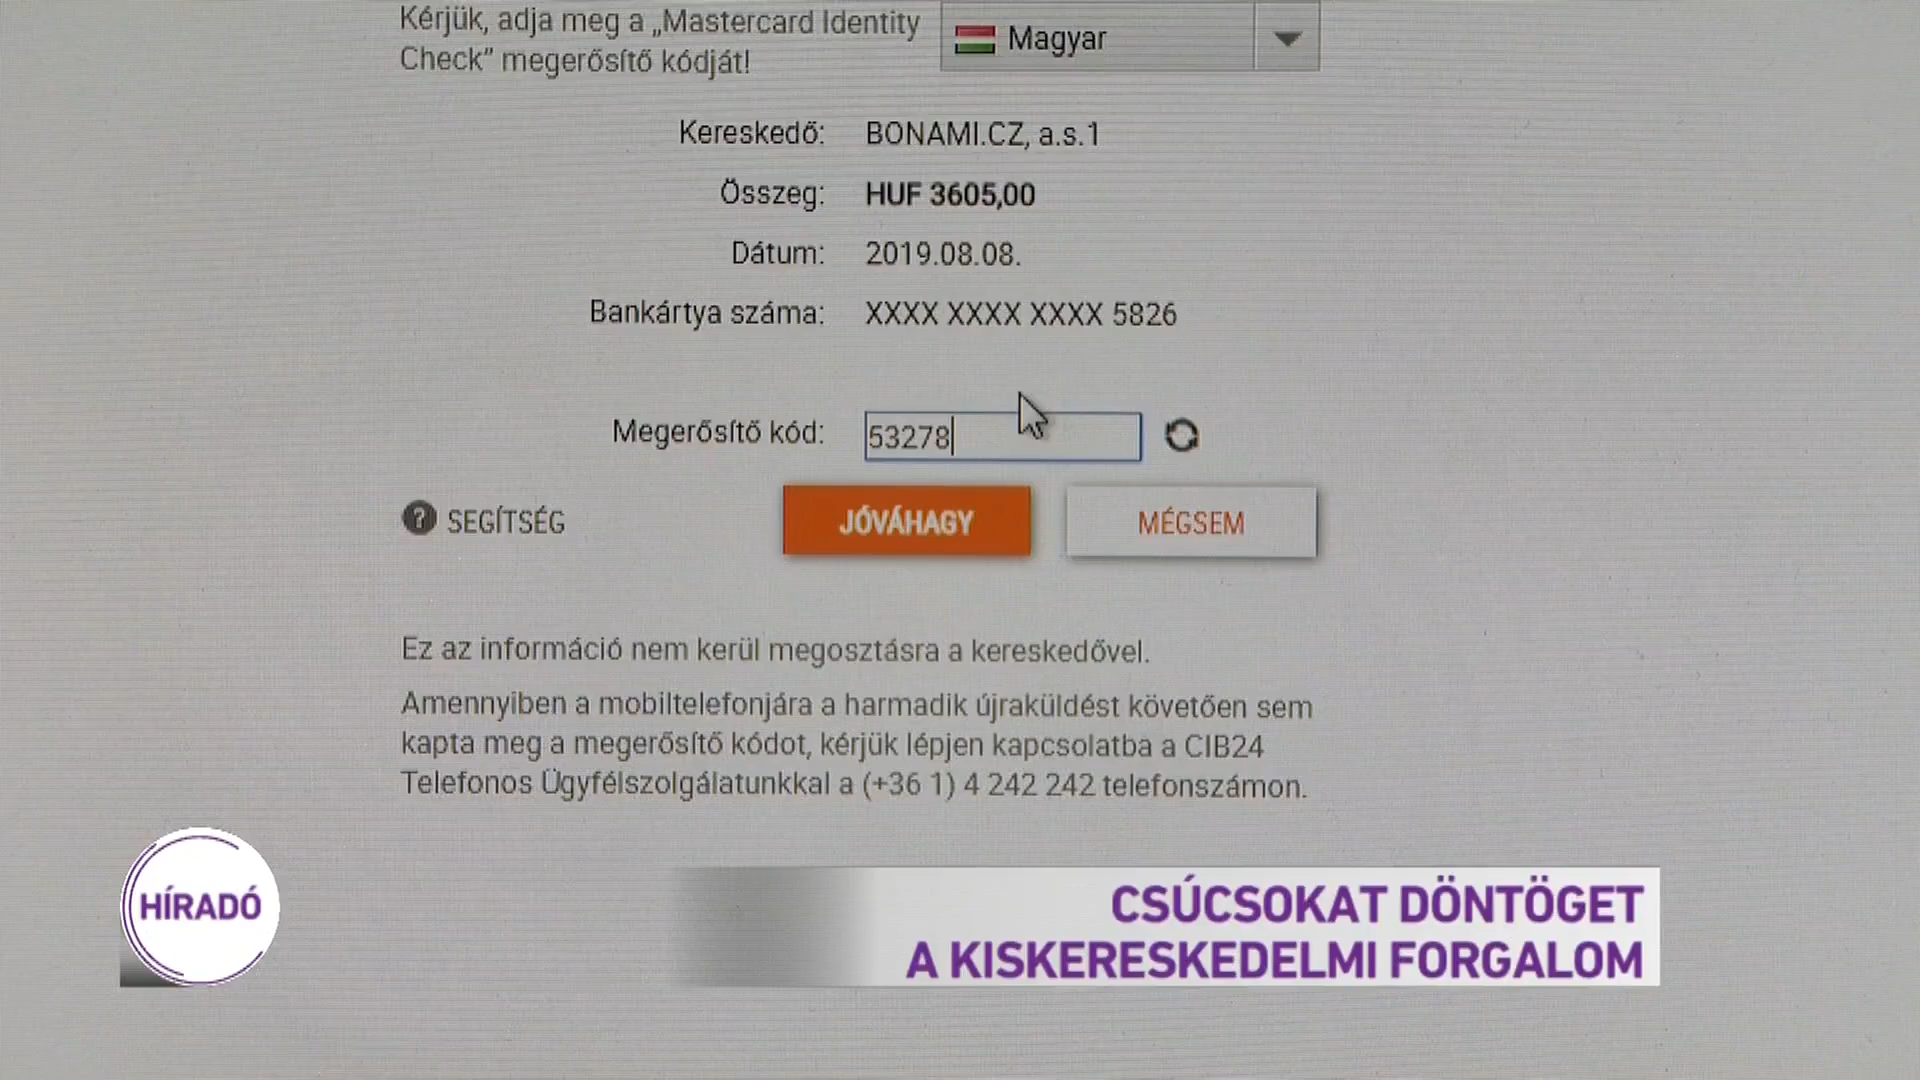 Kérjük, adja meg a „Mastercard Identity
Check” megerősítő kódját!
Magyar
Kereskedő: BONAMI.CZ, a.s.1
Összeg: HUF 3605,00
Dátum: 2019.08.08.
Bankártya száma: XXXX XXXX XXXX 5826
Megerősítő kód: 53278
? SEGÍTSÉG
JÓVÁHAGY
MÉGSEM
Ez az információ nem kerül megosztásra a kereskedővel.
Amennyiben a mobiltelefonjára a harmadik újraküldést követően sem
kapta meg a megerősítő kódot, kérjük lépjen kapcsolatba a CIB24
Telefonos Ügyfélszolgálatunkkal a (+36 1) 4 242 242 telefonszámon.
HÍRADÓ
CSÚCSOKAT DÖNTÖGET
A KISKERESKEDELMI FORGALOM